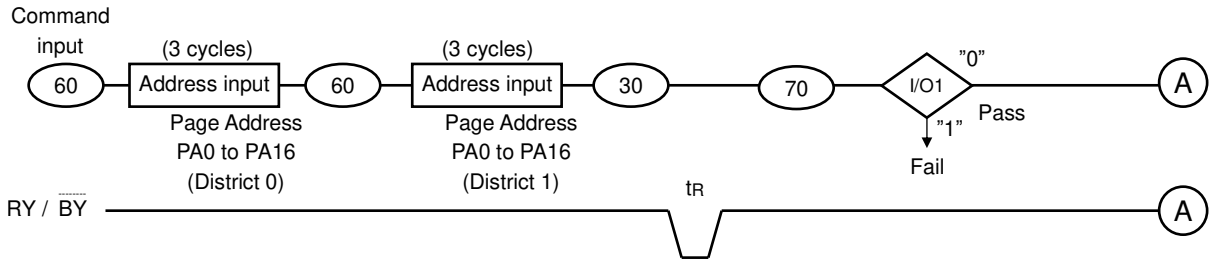 Command
input
(3 cycles)
(3 cycles)
"0"
60
Address input
60
Address input
30
70
I/O1
A
Page Address
PA0 to PA16
(District 0)
Page Address
PA0 to PA16
(District 1)
"1"
Pass
Fail
tR
RY / BY
A